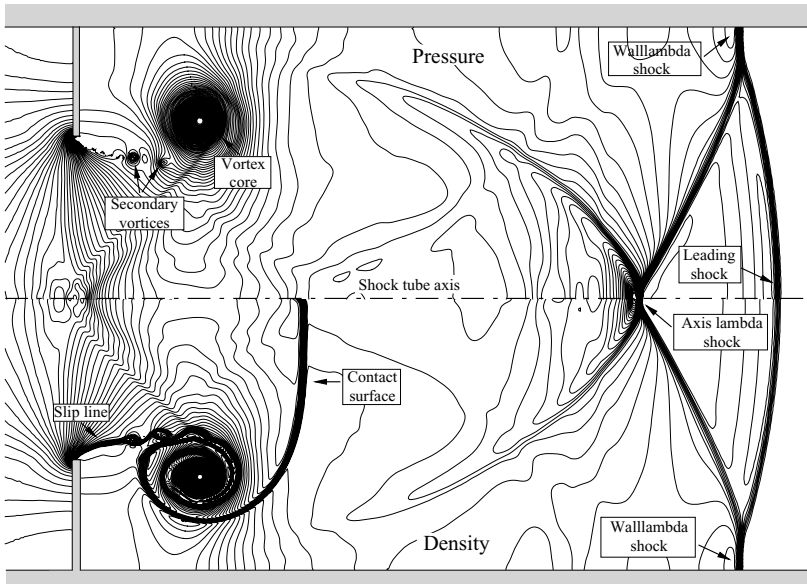 Pressure
Walllambda
shock
Vortex
core
Secondary
vortices
Leading
shock
Shock tube axis
Axis lambda
shock
Contact
surface
Slip line
Walllambda
shock
Density